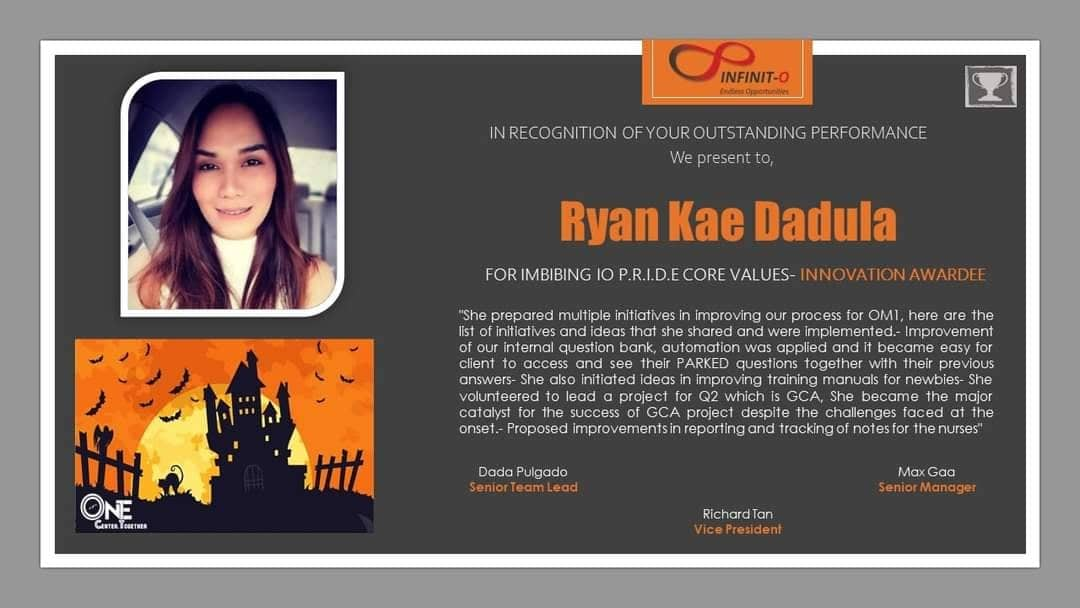 INFINIT-O
Endless Opportunities
IN RECOGNITION OF YOUR OUTSTANDING PERFORMANCE
We present to,
Ryan Kae Dadula
FOR IMBIBING IO P.R.I.D.E CORE VALUES- INNOVATION AWARDEE
"She prepared multiple initiatives in improving our process for OM1, here are the
list of initiatives and ideas that she shared and were implemented.- Improvement
of our internal question bank, automation was applied and it became easy for
client to access and see their PARKED questions together with their previous
answers- She also initiated ideas in improving training manuals for newbies- She
volunteered to lead a project for Q2 which is GCA, She became the major
catalyst for the success of GCA project despite the challenges faced at the
onset.- Proposed improvements in reporting and tracking of notes for the nurses"
Dada Pulgado
Senior Team Lead
Max Gaa
Senior Manager
Richard Tan
Vice President
ONE
Center.Together